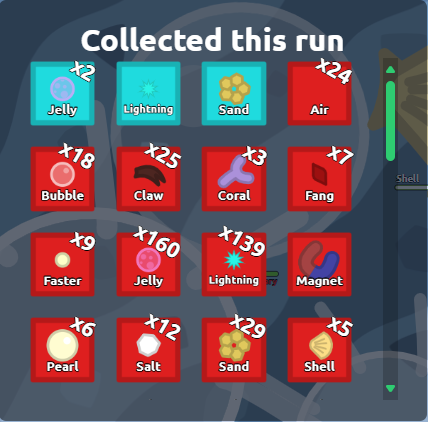 Collected this run
x2
x24
Jelly
Lightning
Sand
Air
x18
x25
x3
x7
Bubble
Claw
Coral
Fang
Shell
x9
x160
x139
Faster
Jelly
Lightning
Magnet
x6
x12
x29
x5
Pearl
Salt
Sand
Shell